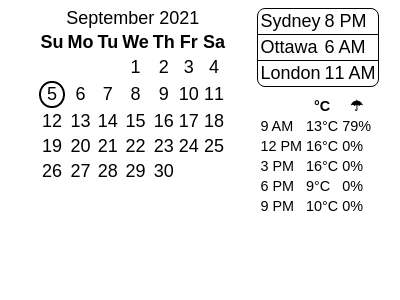 September 2021
Su Mo Tu We Th Fr Sa
1 2 3 4
5 6 7 8 9 10 11
12 13 14 15 16 17 18
19 20 21 22 23 24 25
26 27 28 29 30
Sydney 8 PM
Ottawa 6 AM
London 11 AM
°C ☂
9 AM 13°C 79%
12 PM 16°C 0%
3 PM 16°C 0%
6 PM 9°C 0%
9 PM 10°C 0%